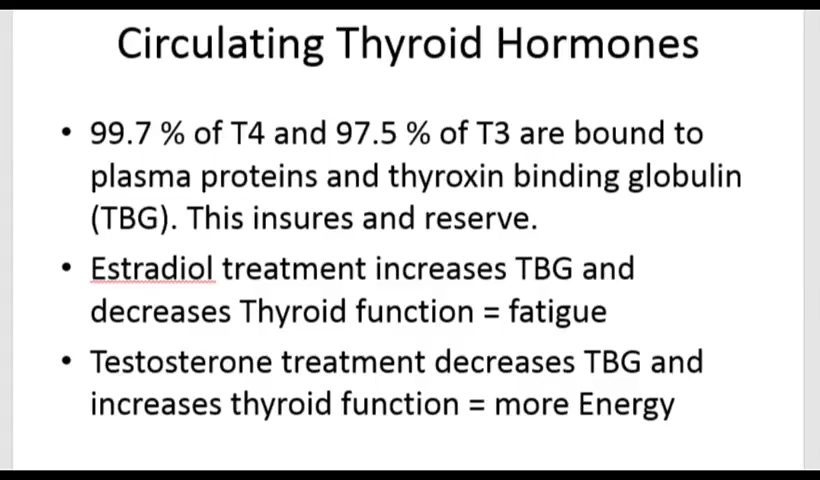 Circulating Thyroid Hormones
• 99.7 % of T4 and 97.5 % of T3 are bound to
plasma proteins and thyroxin binding globulin
(TBG). This insures and reserve.
• Estradiol treatment increases TBG and
decreases Thyroid function = fatigue
• Testosterone treatment decreases TBG and
increases thyroid function = more Energy